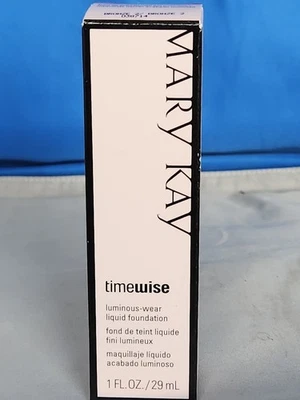 MARY KAY
timewise
luminous-wear
liquid foundation
fond de teint liquide
fini lumineux
maquillaje líquido
acabado luminoso
1 FL. OZ. / 29 mL